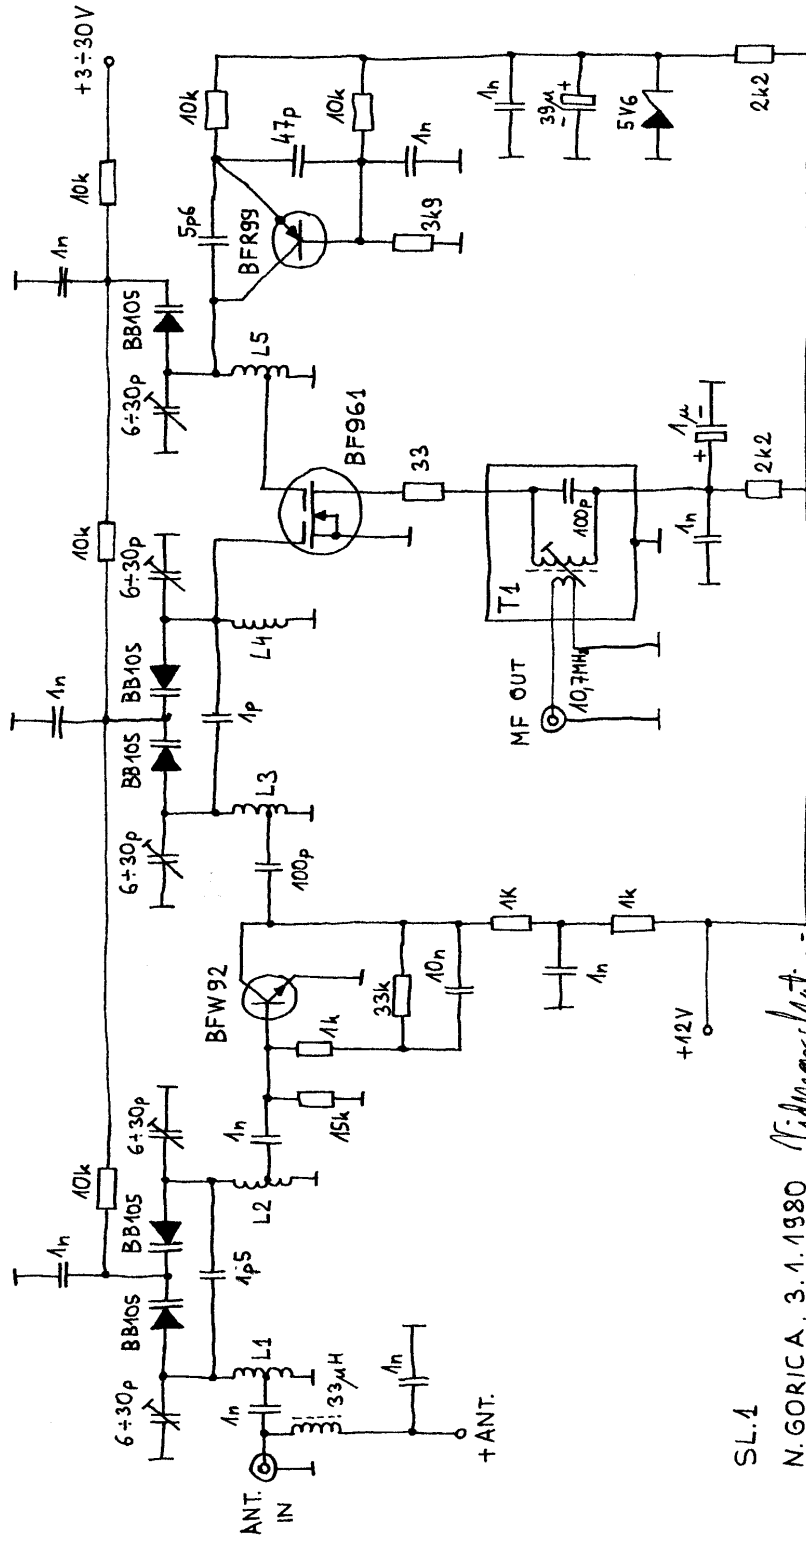 ANT.
IN
+ANT.
33μH
1n
1n
L1
6÷30p
BB105
BB105
1n
10k
1p5
L2
6÷30p
1n
15k
1k
BFW92
33k
10n
1K
1n
1k
+12V
100p
L3
6÷30p
BB105
BB105
1n
1p
L4
6÷30p
10k
BF961
33
T1
100p
MF OUT
10,7MHz
1n
1μ
+
-
2k2
6÷30p
BB105
1n
L5
10k
+3÷30V
5p6
BFR99
10k
47p
10k
3k9
1n
1n
39μ
+
-
5V6
2k2
SL.1
N. GORICA, 3.1.1980